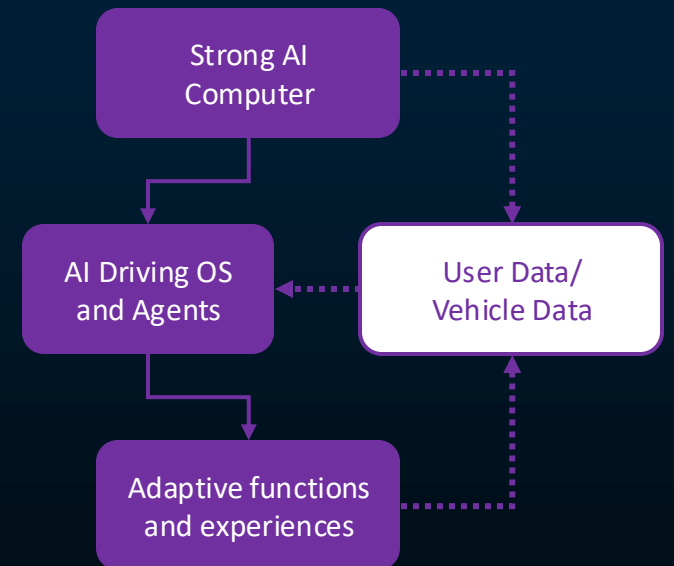 Strong AI
Computer
AI Driving OS
and Agents
User Data/
Vehicle Data
Adaptive functions
and experiences